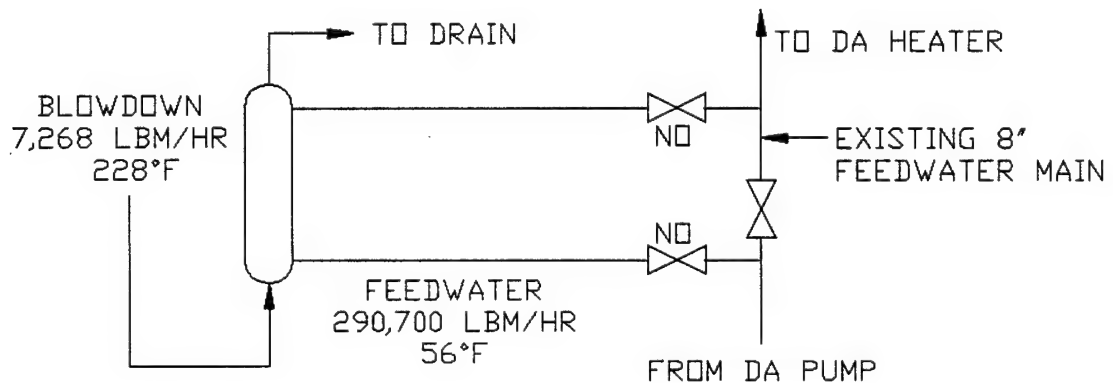 TO DRAIN
TO DA HEATER
BLOWDOWN
7,268 LBM/HR
228°F
NO
EXISTING 8"
FEEDWATER MAIN
NO
FEEDWATER
290,700 LBM/HR
56°F
FROM DA PUMP